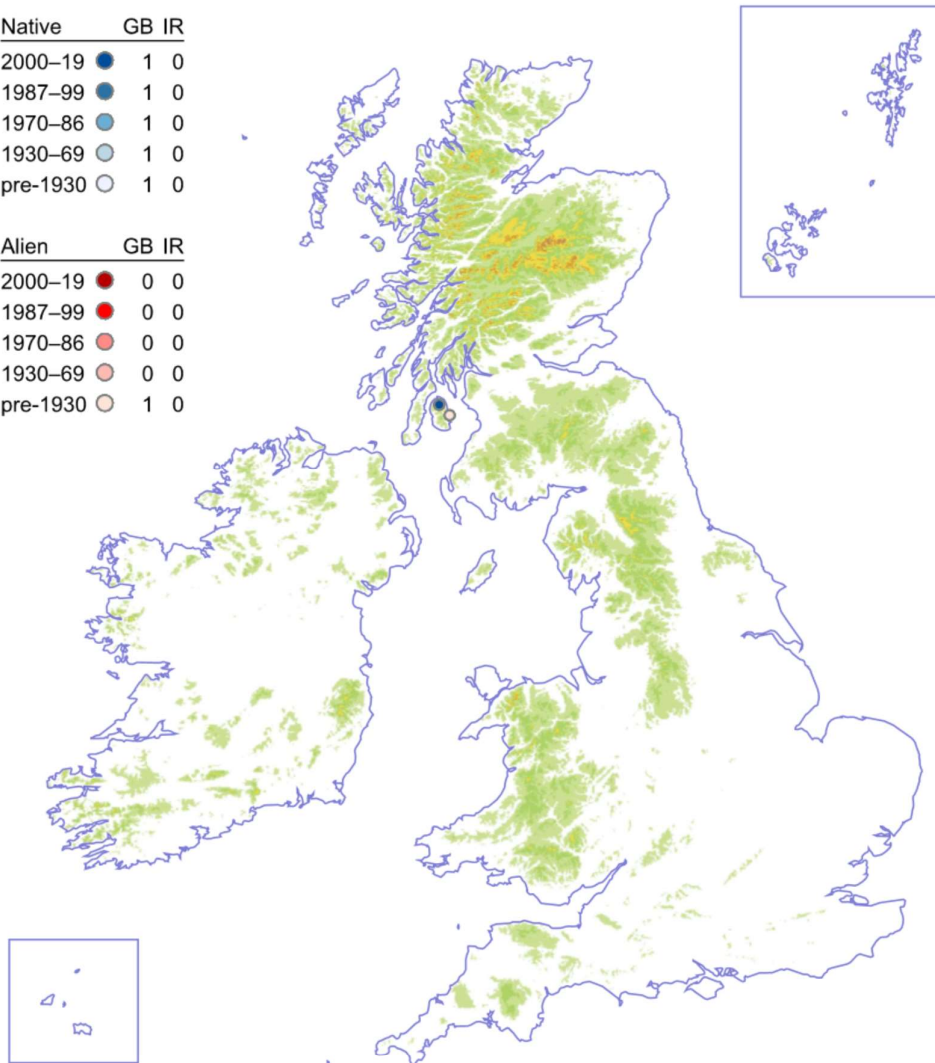 Native GB IR
2000–19 1 0
1987–99 1 0
1970–86 1 0
1930–69 1 0
pre-1930 1 0
Alien GB IR
2000–19 0 0
1987–99 0 0
1970–86 0 0
1930–69 0 0
pre-1930 1 0